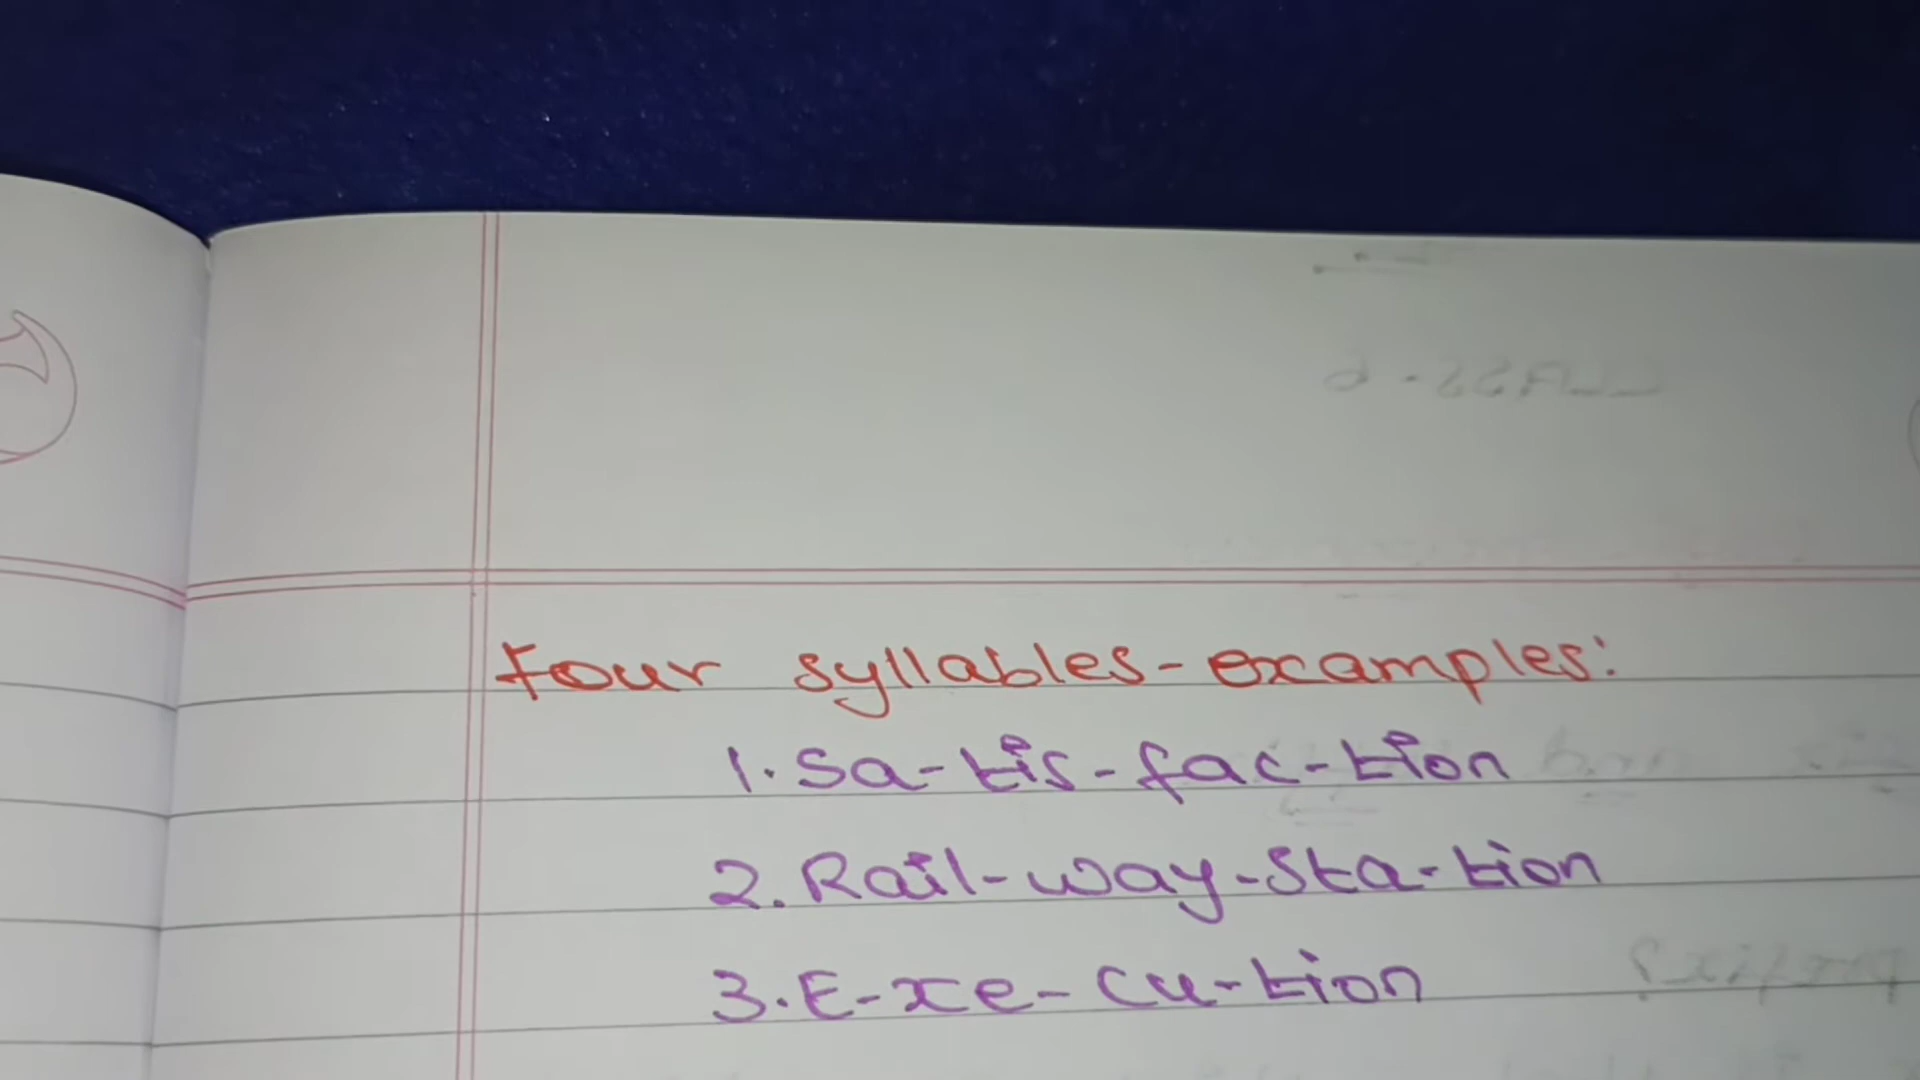 Four syllables-examples:
1. Sa-tis-fac-tion
2. Rail-way-Sta-tion
3. E-xe-cu-tion